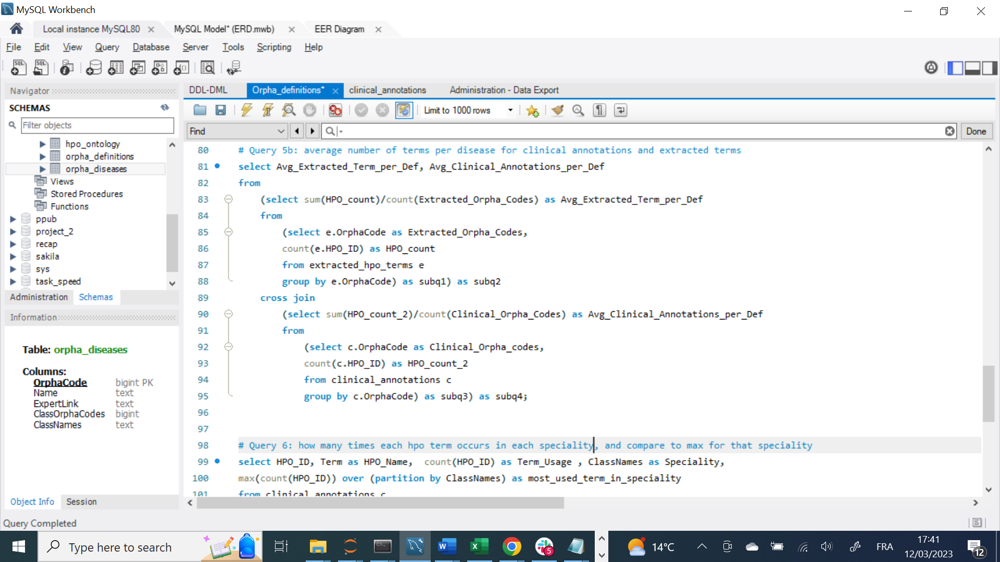 MySQL Workbench
Local instance MySQL80
MySQL Model* (ERD.mwb)
EER Diagram
File Edit View Query Database Server Tools Scripting Help
Navigator
SCHEMAS
Filter objects
hpo_ontology
orpha_definitions
orpha_diseases
Views
Stored Procedures
Functions
ppub
project_2
recap
sakila
sys
task_speed
Administration Schemas
Information
Table: orpha_diseases
Columns:
OrphaCode bigint PK
Name text
ExpertLink text
ClassOrphaCodes bigint
ClassNames text
Object Info Session
Query Completed
DDL-DML Orpha_definitions* clinical_annotations Administration - Data Export
Limit to 1000 rows
Find
Done
80 # Query 5b: average number of terms per disease for clinical annotations and extracted terms
81 select Avg_Extracted_Term_per_Def, Avg_Clinical_Annotations_per_Def
82 from
83 (select sum(HPO_count)/count(Extracted_Orpha_Codes) as Avg_Extracted_Term_per_Def
84 from
85 (select e.OrphaCode as Extracted_Orpha_Codes,
86 count(e.HPO_ID) as HPO_count
87 from extracted_hpo_terms e
88 group by e.OrphaCode) as subq1) as subq2
89 cross join
90 (select sum(HPO_count_2)/count(Clinical_Orpha_Codes) as Avg_Clinical_Annotations_per_Def
91 from
92 (select c.OrphaCode as Clinical_Orpha_codes,
93 count(c.HPO_ID) as HPO_count_2
94 from clinical_annotations c
95 group by c.OrphaCode) as subq3) as subq4;
96
97
98 # Query 6: how many times each hpo term occurs in each speciality, and compare to max for that speciality
99 select HPO_ID, Term as HPO_Name, count(HPO_ID) as Term_Usage , ClassNames as Speciality,
100 max(count(HPO_ID)) over (partition by ClassNames) as most_used_term_in_speciality
101 from clinical_annotations c
Type here to search
14°C
FRA
17:41
12/03/2023
5
12